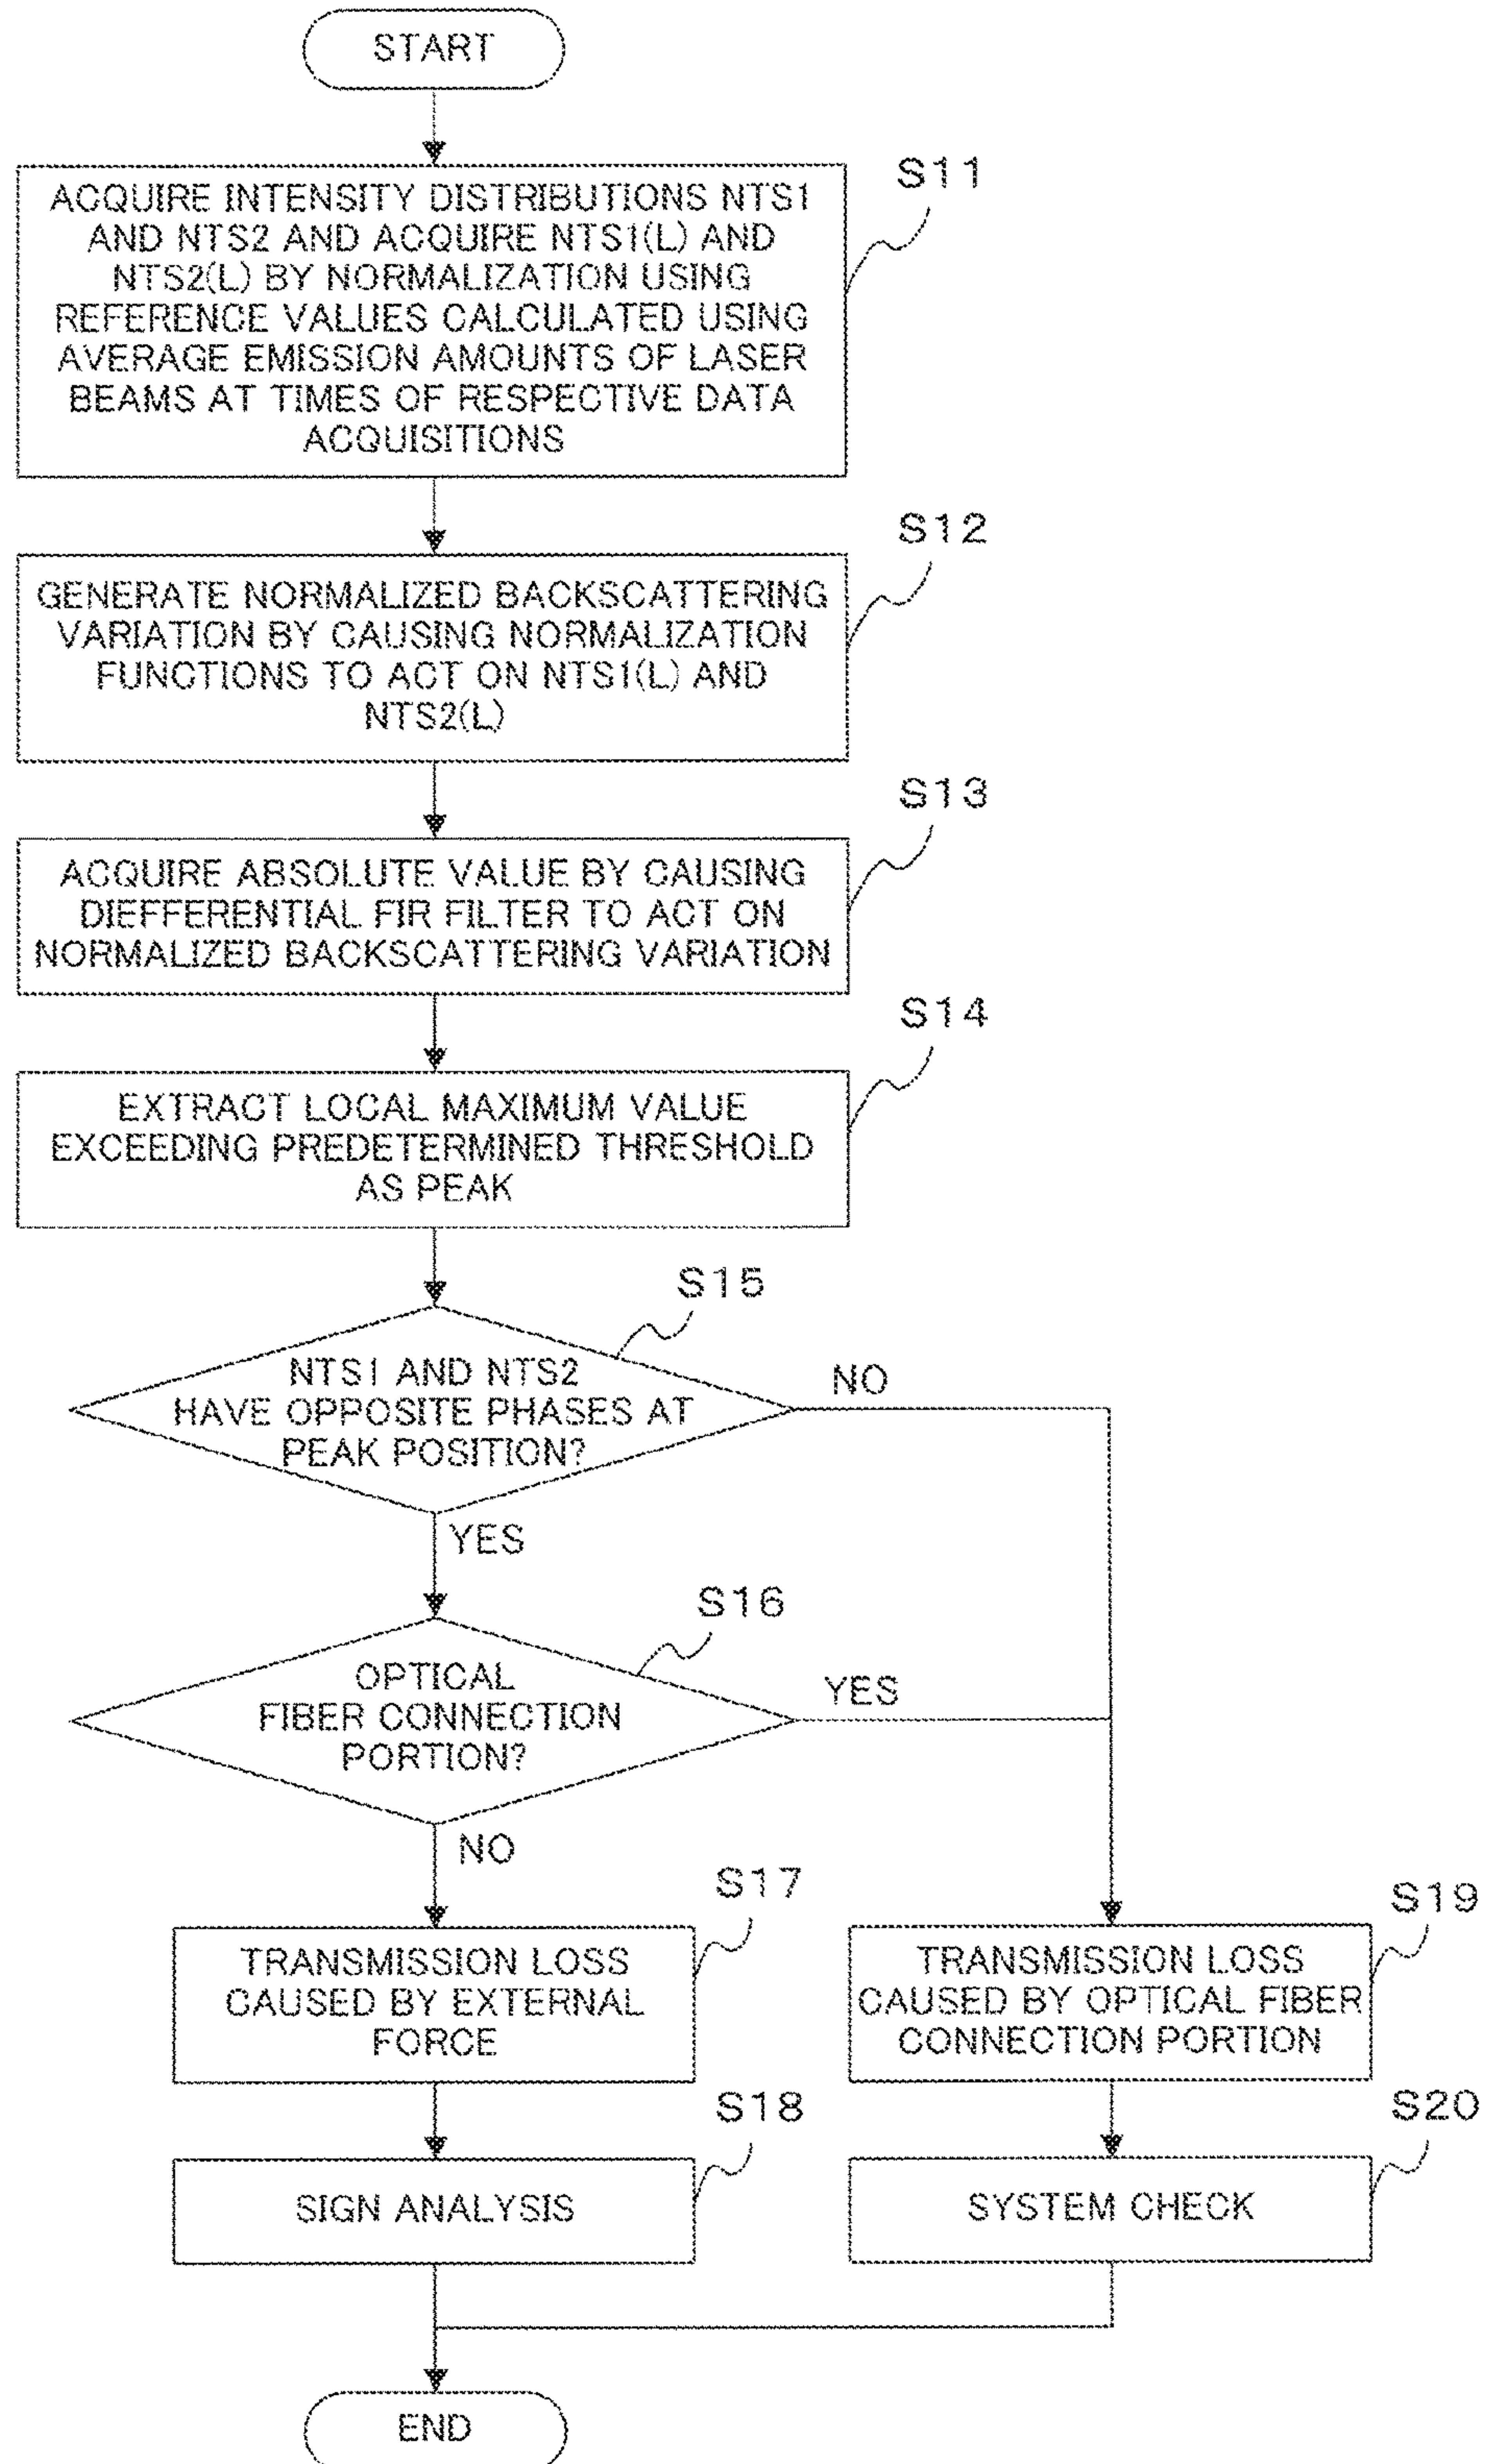 START
S11
ACQUIRE INTENSITY DISTRIBUTIONS NTS1
AND NTS2 AND ACQUIRE NTS1(L) AND
NTS2(L) BY NORMALIZATION USING
REFERENCE VALUES CALCULATED USING
AVERAGE EMISSION AMOUNTS OF LASER
BEAMS AT TIMES OF RESPECTIVE DATA
ACQUISITIONS
S12
GENERATE NORMALIZED BACKSCATTERING
VARIATION BY CAUSING NORMALIZATION
FUNCTIONS TO ACT ON NTS1(L) AND
NTS2(L)
S13
ACQUIRE ABSOLUTE VALUE BY CAUSING
DIEFFERENTIAL FIR FILTER TO ACT ON
NORMALIZED BACKSCATTERING VARIATION
S14
EXTRACT LOCAL MAXIMUM VALUE
EXCEEDING PREDETERMINED THRESHOLD
AS PEAK
S15
NTS1 AND NTS2
HAVE OPPOSITE PHASES AT
PEAK POSITION?
NO
YES
S16
OPTICAL
FIBER CONNECTION
PORTION?
YES
NO
S17
TRANSMISSION LOSS
CAUSED BY EXTERNAL
FORCE
S19
TRANSMISSION LOSS
CAUSED BY OPTICAL FIBER
CONNECTION PORTION
S18
SIGN ANALYSIS
S20
SYSTEM CHECK
END